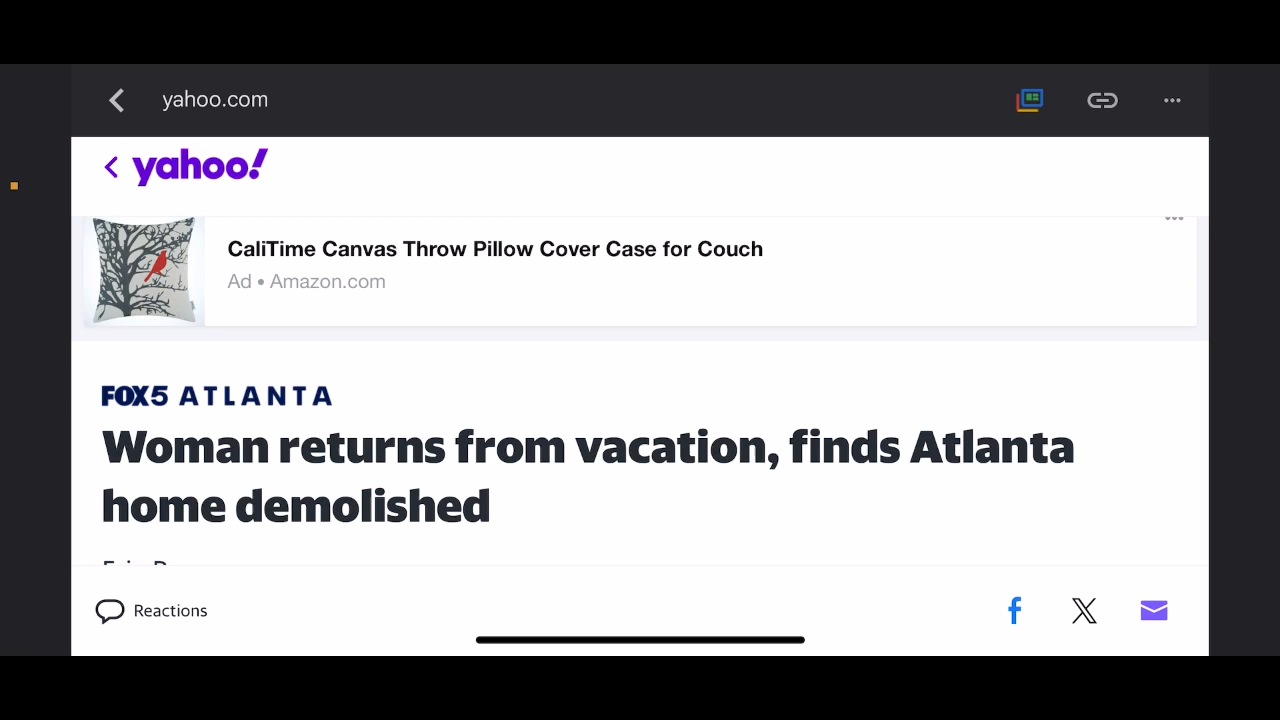 yahoo.com
yahoo!
CaliTime Canvas Throw Pillow Cover Case for Couch
Ad • Amazon.com
FOX5 ATLANTA
Woman returns from vacation, finds Atlanta
home demolished
Reactions